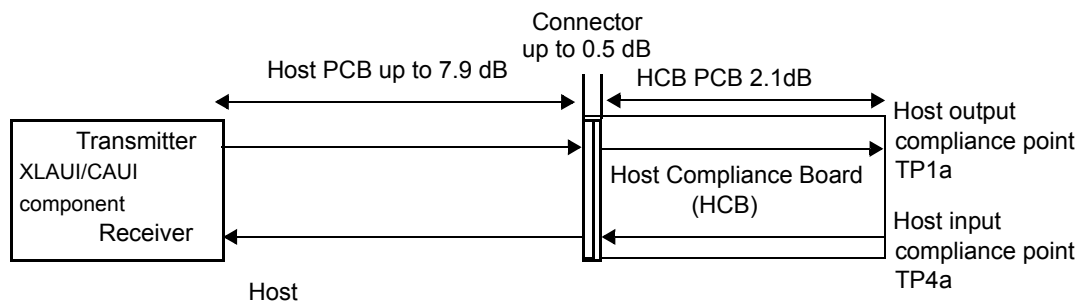 Connector
up to 0.5 dB
Host PCB up to 7.9 dB
HCB PCB 2.1dB
Host output
compliance point
TP1a
Transmitter
XLAUI/CAUI
component
Receiver
Host Compliance Board
(HCB)
Host input
compliance point
TP4a
Host